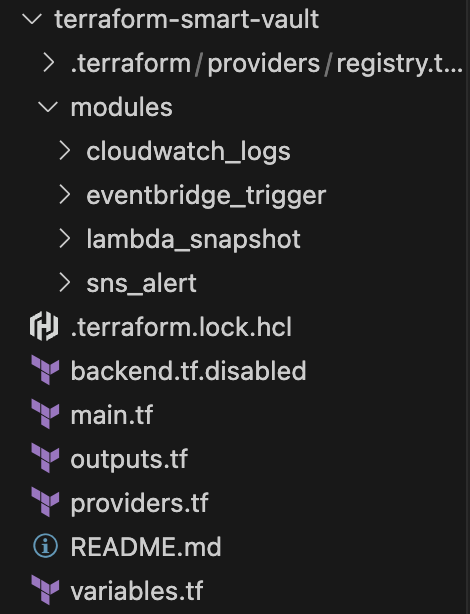 terraform-smart-vault
.terraform/providers/registry.t...
modules
cloudwatch_logs
eventbridge_trigger
lambda_snapshot
sns_alert
.terraform.lock.hcl
backend.tf.disabled
main.tf
outputs.tf
providers.tf
README.md
variables.tf